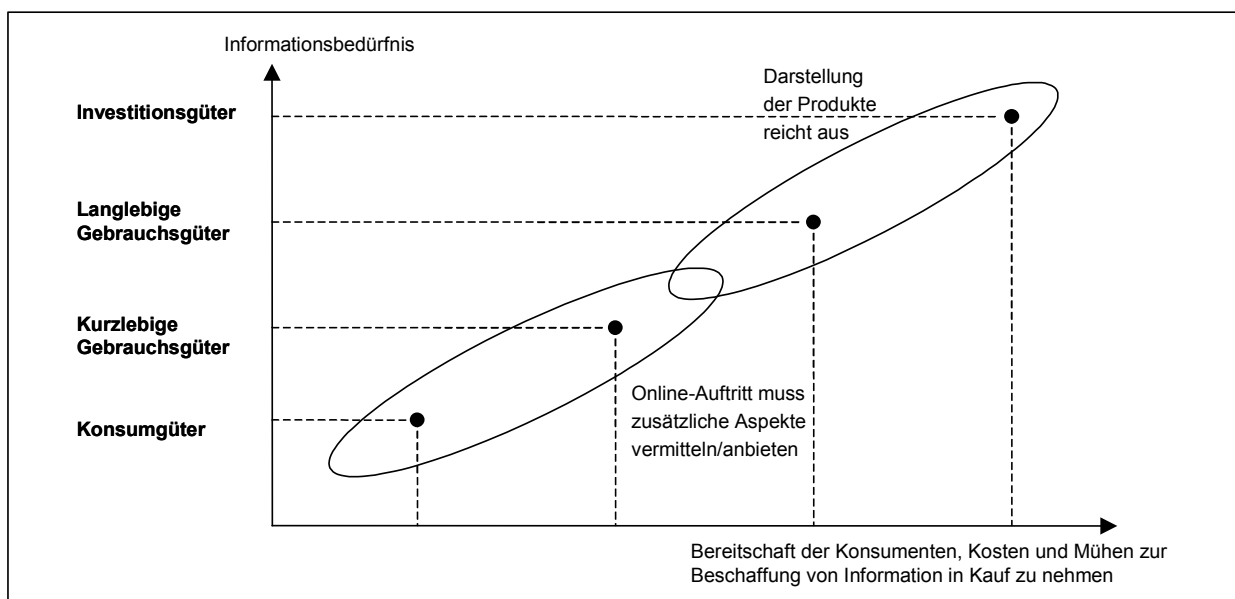 Informationsbedürfnis
Darstellung
der Produkte
reicht aus
Investitionsgüter
Langlebige
Gebrauchsgüter
Kurzlebige
Gebrauchsgüter
Online-Auftritt muss
zusätzliche Aspekte
vermitteln/anbieten
Konsumgüter
Bereitschaft der Konsumenten, Kosten und Mühen zur
Beschaffung von Information in Kauf zu nehmen